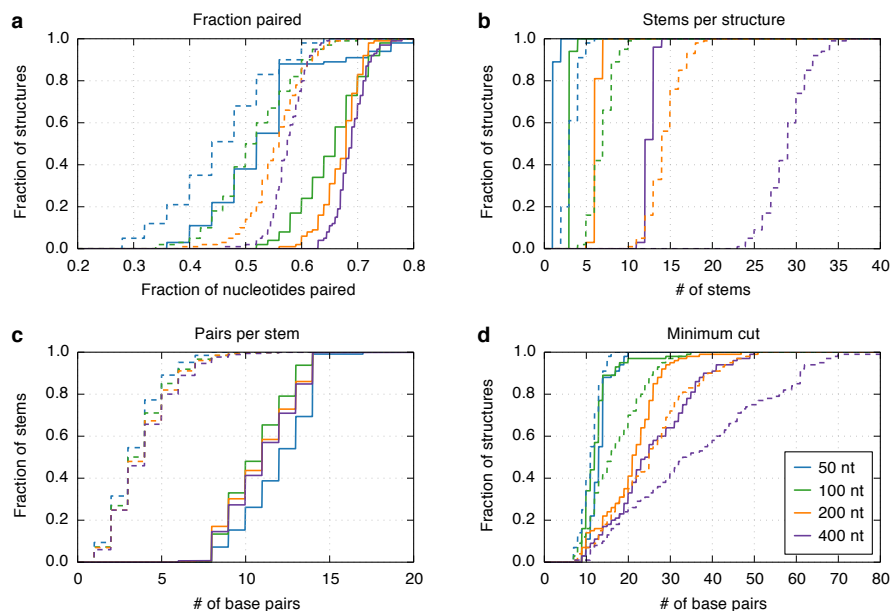 a
Fraction paired
Fraction of structures
1.0
0.8
0.6
0.4
0.2
0.0
0.2 0.3 0.4 0.5 0.6 0.7 0.8
Fraction of nucleotides paired
b
Stems per structure
Fraction of structures
1.0
0.8
0.6
0.4
0.2
0.0
0 5 10 15 20 25 30 35 40
# of stems
c
Pairs per stem
Fraction of stems
1.0
0.8
0.6
0.4
0.2
0.0
0 5 10 15 20
# of base pairs
d
Minimum cut
Fraction of structures
1.0
0.8
0.6
0.4
0.2
0.0
0 10 20 30 40 50 60 70 80
# of base pairs
50 nt
100 nt
200 nt
400 nt